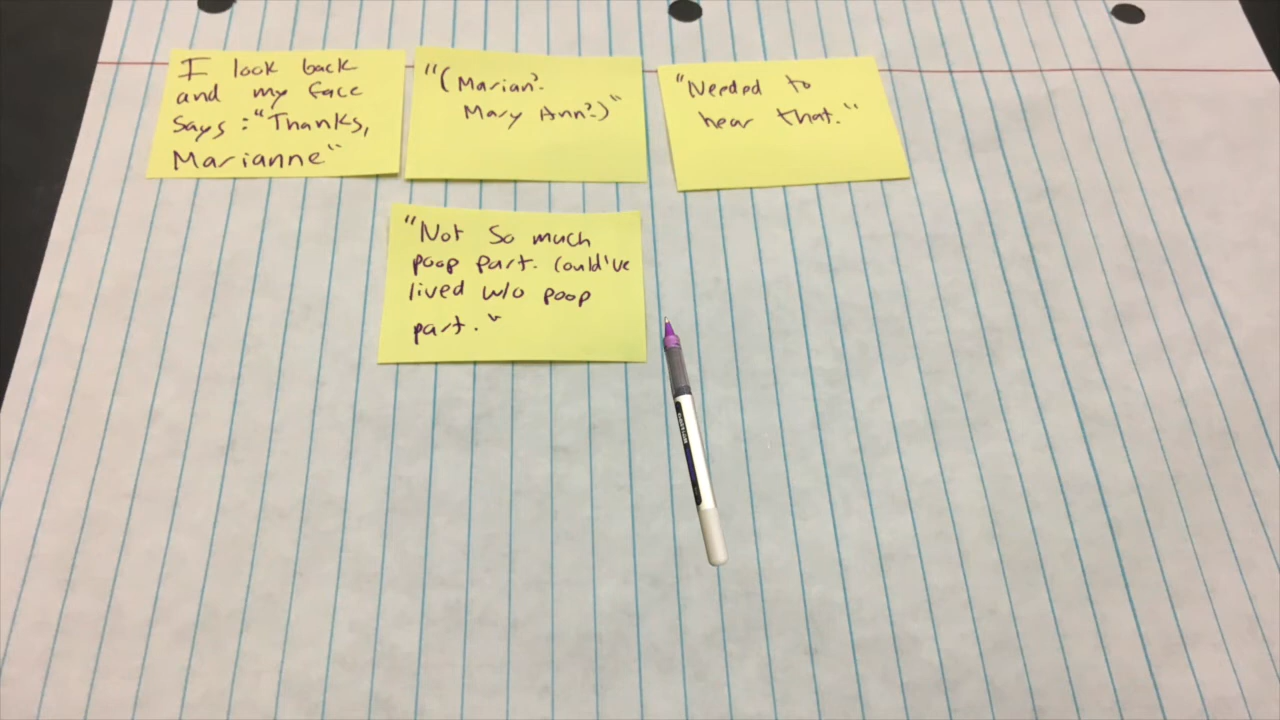 I look back
and my face
says: "Thanks,
Marianne"
"(Marian?
Mary Ann?)"
"Needed to
hear that."
"Not so much
poop part. Could've
lived w/o poop
part."